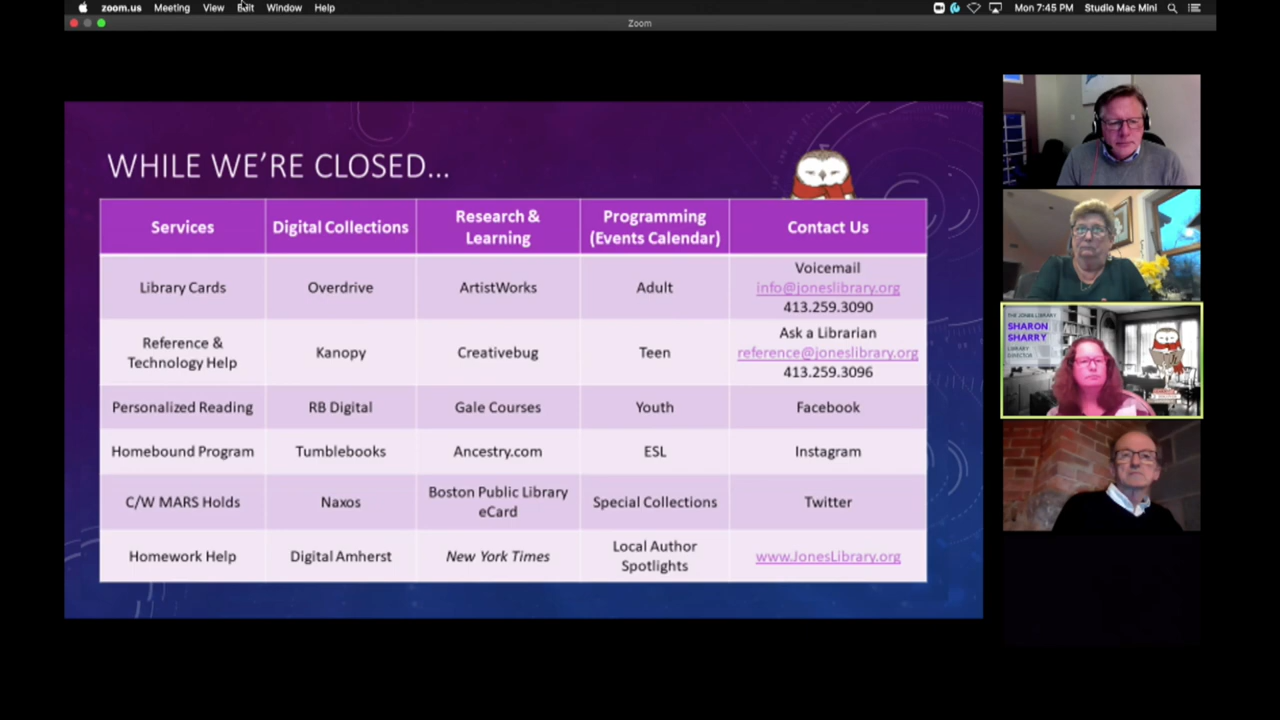 zoom.us Meeting View Edit Window Help
Mon 7:45 PM Studio Mac Mini
Zoom
WHILE WE'RE CLOSED...
Services
Digital Collections
Research &
Learning
Programming
(Events Calendar)
Contact Us
Library Cards
Overdrive
ArtistWorks
Adult
Voicemail
info@joneslibrary.org
413.259.3090
Reference &
Technology Help
Kanopy
Creativebug
Teen
Ask a Librarian
reference@joneslibrary.org
413.259.3096
Personalized Reading
RB Digital
Gale Courses
Youth
Facebook
Homebound Program
Tumblebooks
Ancestry.com
ESL
Instagram
C/W MARS Holds
Naxos
Boston Public Library
eCard
Special Collections
Twitter
Homework Help
Digital Amherst
New York Times
Local Author
Spotlights
www.JonesLibrary.org
THE JONES LIBRARY
SHARON
SHARRY
LIBRARY
DIRECTOR